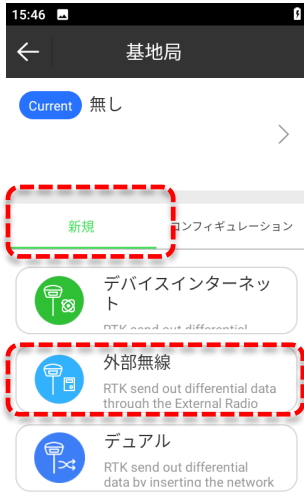 15:46
基地局
Current 無し
新規
コンフィギュレーション
デバイスインターネッ
ト
RTK send out differential
外部無線
RTK send out differential data
through the External Radio
デュアル
RTK send out differential
data by inserting the network